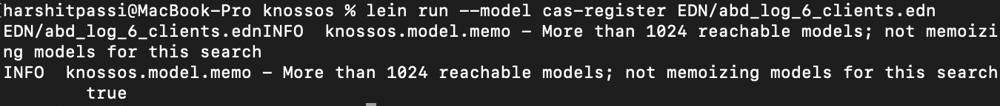 [harshitpassi@MacBook-Pro knossos % lein run --model cas-register EDN/abd_log_6_clients.edn
EDN/abd_log_6_clients.ednINFO  knossos.model.memo - More than 1024 reachable models; not memoizi
ng models for this search
INFO  knossos.model.memo - More than 1024 reachable models; not memoizing models for this search
        true